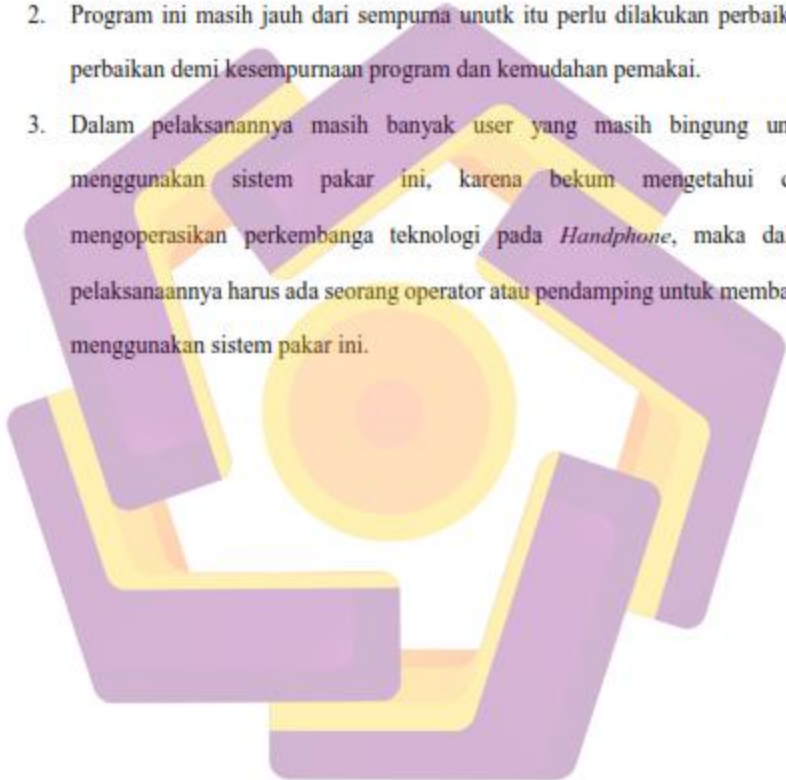 2. Program ini masih jauh dari sempurna unutk itu perlu dilakukan perbaik
perbaikan demi kesempurnaan program dan kemudahan pemakai.
3. Dalam pelaksanannya masih banyak user yang masih bingung un
menggunakan sistem pakar ini, karena bekum mengetahui d
mengoperasikan perkembanga teknologi pada Handphone, maka dal
pelaksanaannya harus ada seorang operator atau pendamping untuk memba
menggunakan sistem pakar ini.